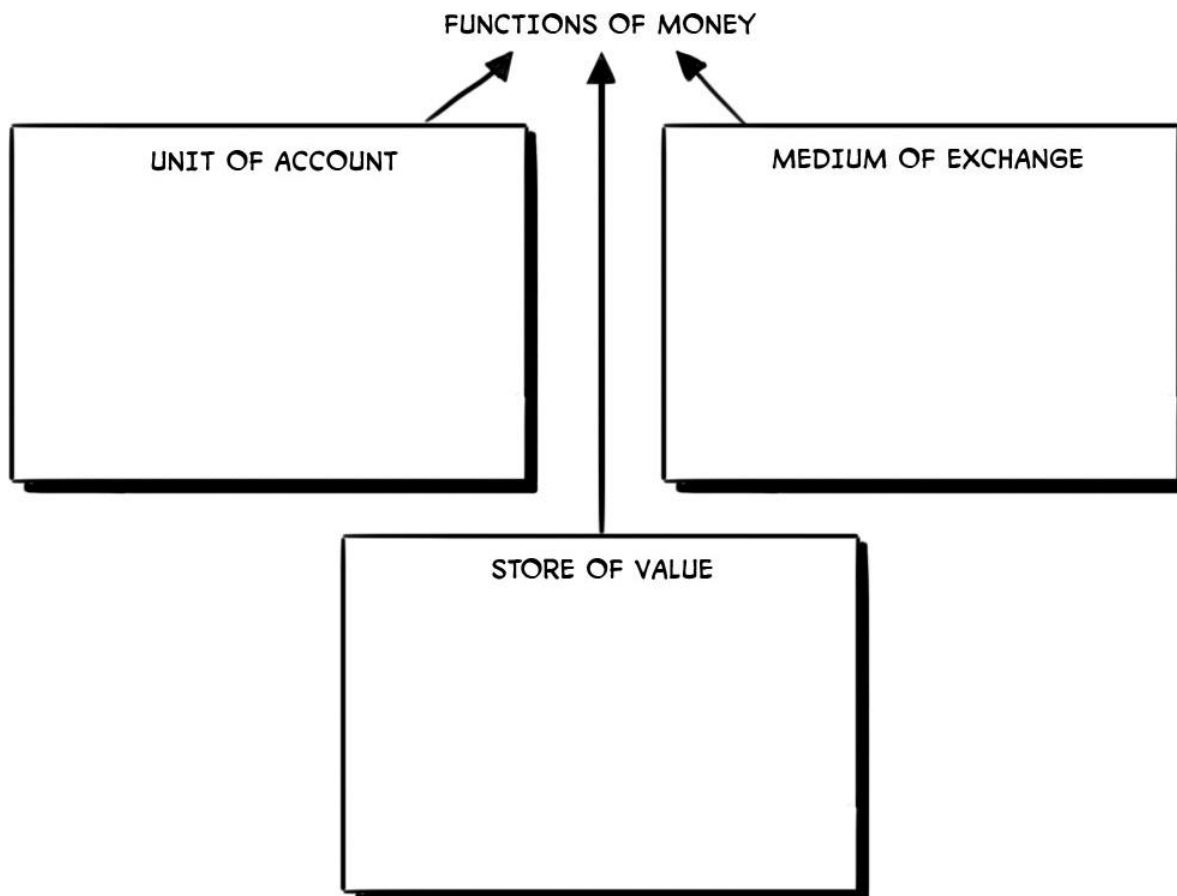 FUNCTIONS OF MONEY
UNIT OF ACCOUNT
MEDIUM OF EXCHANGE
STORE OF VALUE